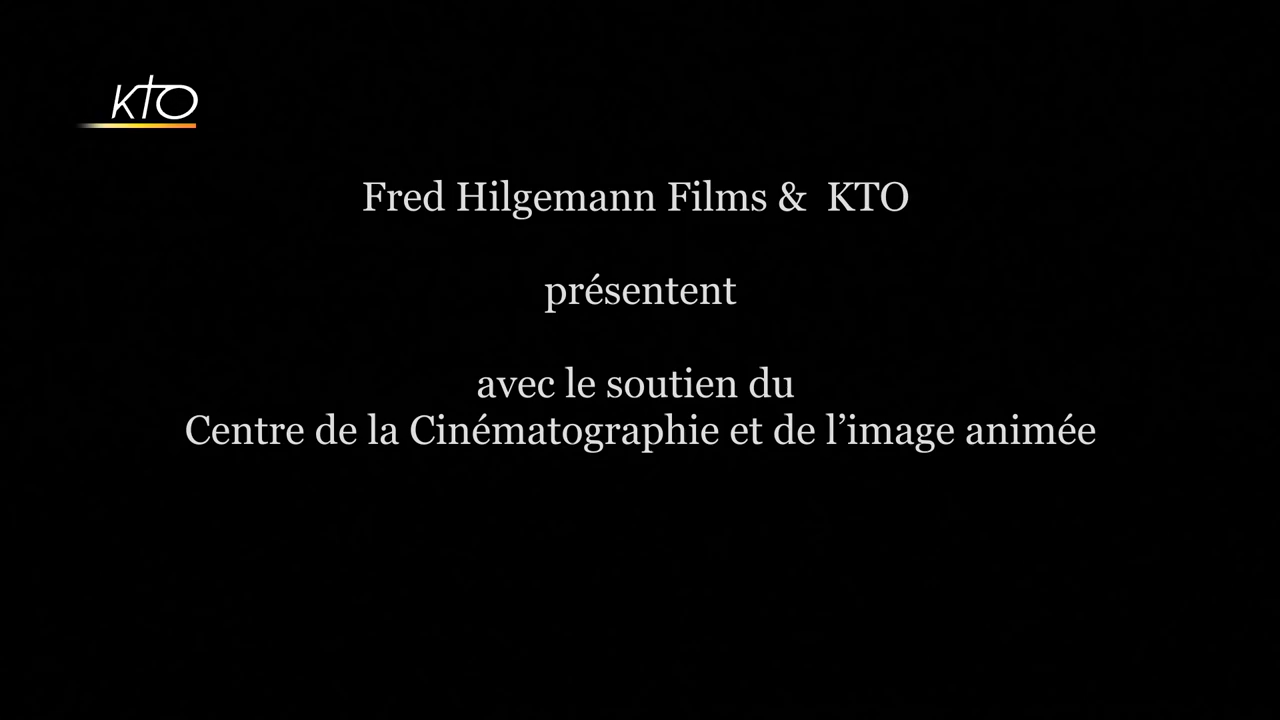 KTO
Fred Hilgemann Films & KTO
présentent
avec le soutien du
Centre de la Cinématographie et de l’image animée